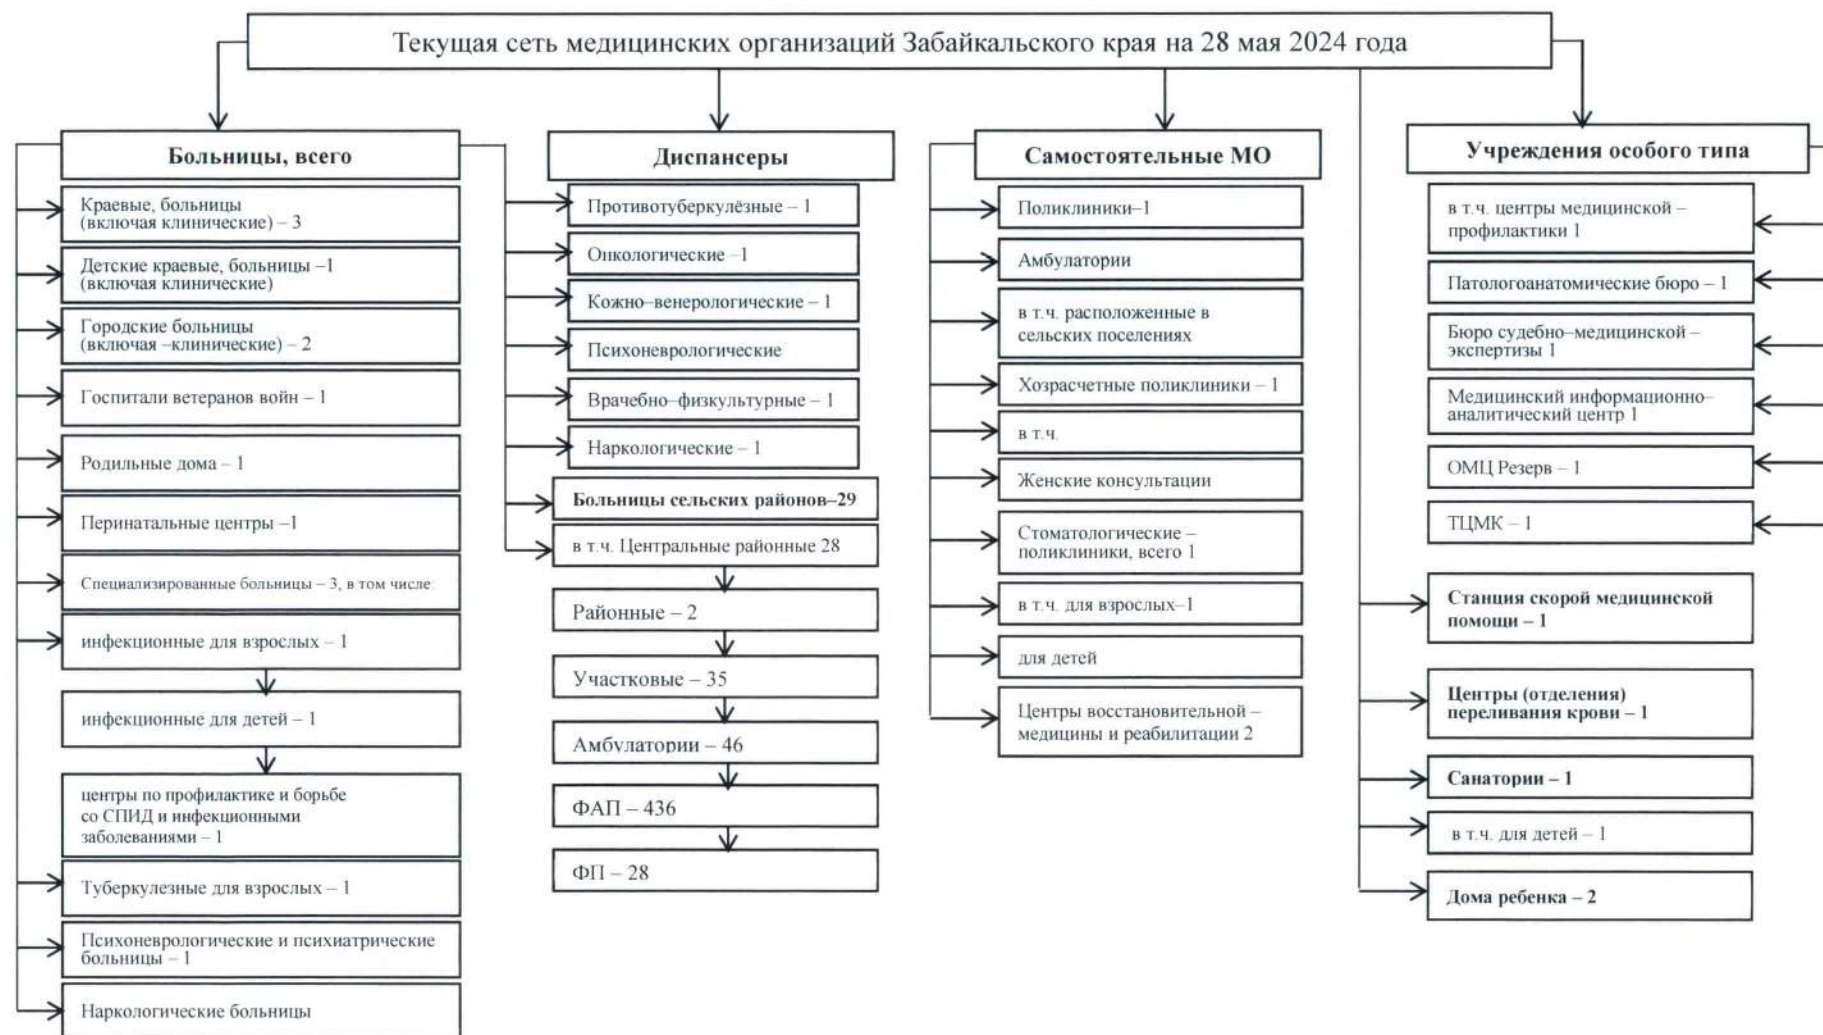 Текущая сеть медицинских организаций Забайкальского края на 28 мая 2024 года
Больницы, всего
Краевые, больницы
(включая клинические) – 3
Детские краевые, больницы –1
(включая клинические)
Городские больницы
(включая –клинические) – 2
Госпитали ветеранов войн – 1
Родильные дома – 1
Перинатальные центры –1
Специализированные больницы – 3, в том числе:
инфекционные для взрослых – 1
инфекционные для детей – 1
центры по профилактике и борьбе
со СПИД и инфекционными
заболеваниями – 1
Туберкулезные для взрослых – 1
Психоневрологические и психиатрические
больницы – 1
Наркологические больницы
Диспансеры
Противотуберкулёзные – 1
Онкологические –1
Кожно–венерологические – 1
Психоневрологические
Врачебно–физкультурные – 1
Наркологические – 1
Больницы сельских районов–29
в т.ч. Центральные районные 28
Районные – 2
Участковые – 35
Амбулатории – 46
ФАП – 436
ФП – 28
Самостоятельные МО
Поликлиники–1
Амбулатории
в т.ч. расположенные в
сельских поселениях
Хозрасчетные поликлиники – 1
в т.ч.
Женские консультации
Стоматологические –
поликлиники, всего 1
в т.ч. для взрослых–1
для детей
Центры восстановительной –
медицины и реабилитации 2
Учреждения особого типа
в т.ч. центры медицинской –
профилактики 1
Патологоанатомические бюро – 1
Бюро судебно–медицинской –
экспертизы 1
Медицинский информационно–
аналитический центр 1
ОМЦ Резерв – 1
ТЦМК – 1
Станция скорой медицинской
помощи – 1
Центры (отделения)
переливания крови – 1
Санатории – 1
в т.ч. для детей – 1
Дома ребенка – 2